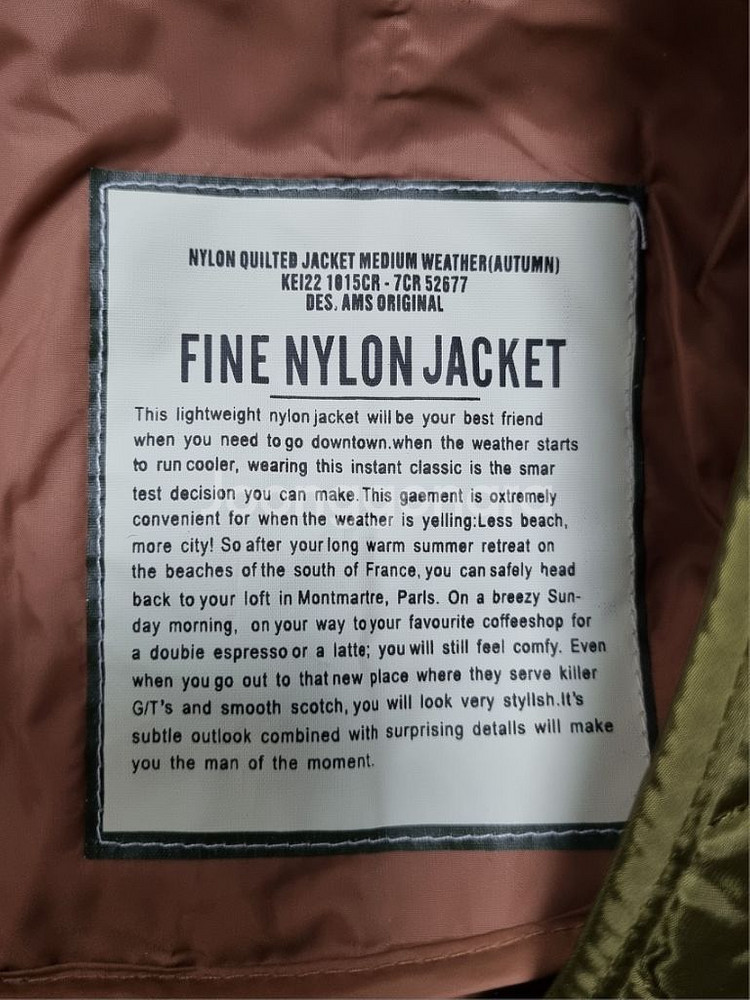 NYLON QUILTED JACKET MEDIUM WEATHER(AUTUMN)
KEI22 1015CR - 7CR 52677
DES. AMS ORIGINAL
FINE NYLON JACKET
This lightweight nylon jacket will be your best friend
when you need to go downtown.when the weather starts
to run cooler, wearing this instant classic is the smar
test decision you can make. This gaement is oxtremely
convenient for when the weather is yelling:Less beach,
more city! So after your long warm summer retreat on
the beaches of the south of France, you can safely head
back to your loft in Montmartre, Parls. On a breezy Sun-
day morning, on your way to your favourite coffeeshop for
a doubie espresso or a latte; you will still feel comfy. Even
when you go out to that new place where they serve killer
G/T's and smooth scotch, you will look very styllsh.It's
subtle outlook combined with surprising detalls will make
you the man of the moment.